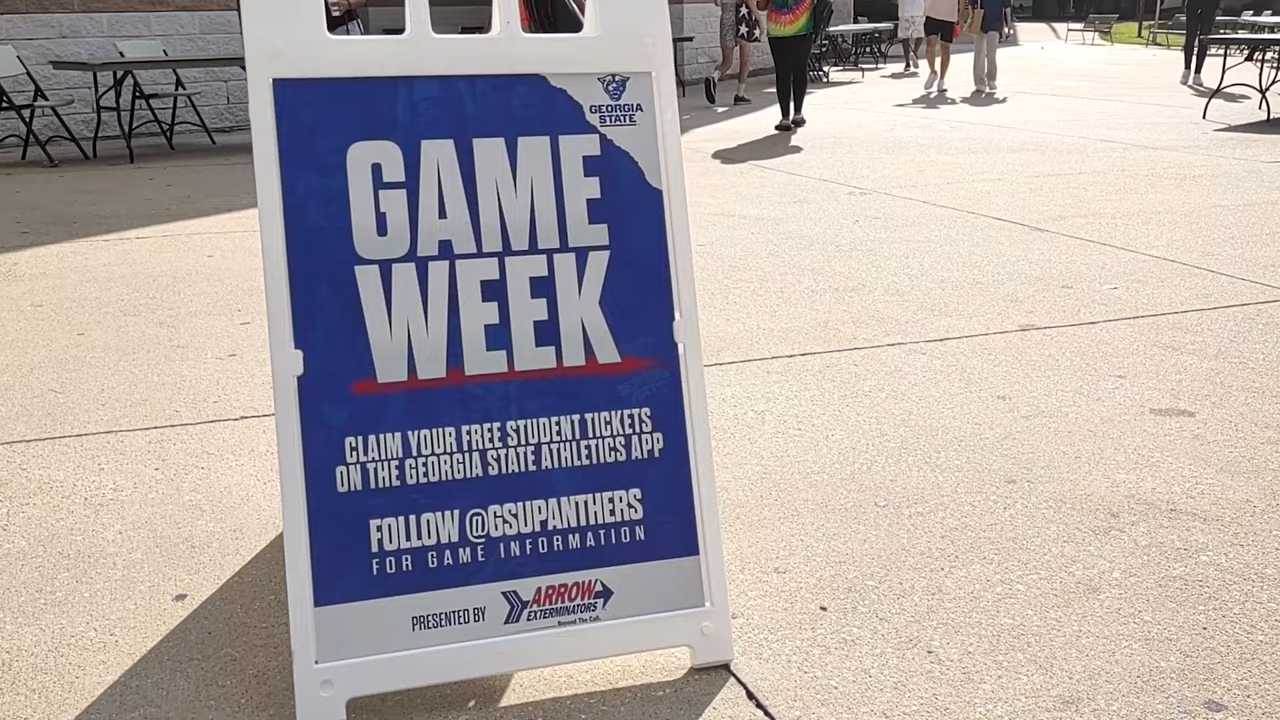 GEORGIA
STATE
GAME
WEEK
CLAIM YOUR FREE STUDENT TICKETS
ON THE GEORGIA STATE ATHLETICS APP
FOLLOW @GSUPANTHERS
FOR GAME INFORMATION
PRESENTED BY
ARROW
EXTERMINATORS
Beyond The Call.